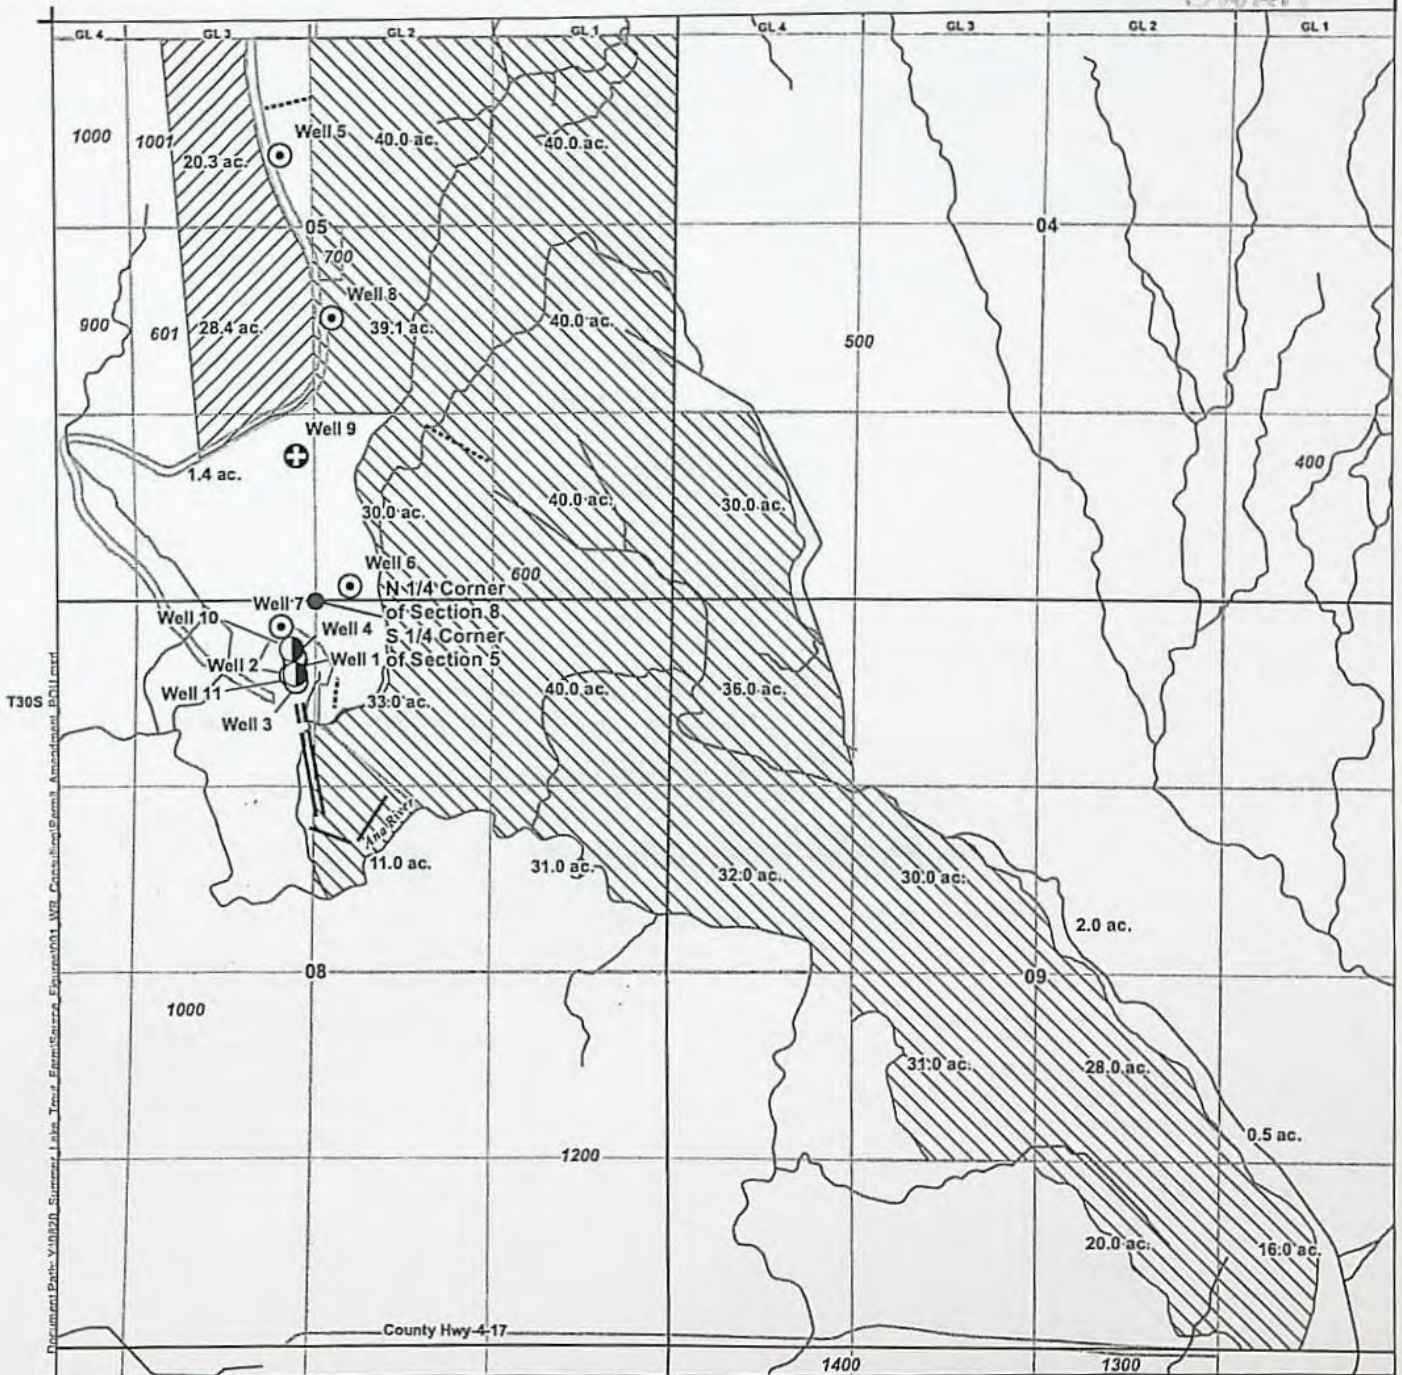 GL 4
GL 3
GL 2
GL 1
GL 4
GL 3
GL 2
GL 1
1000
1001
20.3 ac.
Well 5
40.0 ac.
40.0 ac.
05
04
700
Well 8
900
601
28.4 ac.
39.1 ac.
40.0 ac.
500
Well 9
1.4 ac.
400
30.0 ac.
40.0 ac.
30.0 ac.
Well 6
600
N 1/4 Corner
of Section 8
S 1/4 Corner
of Section 5
Well 7
Well 10
Well 4
Well 2
Well 1
Well 11
Well 3
T30S
33.0 ac.
40.0 ac.
36.0 ac.
Ana River
11.0 ac.
31.0 ac.
32.0 ac.
30.0 ac.
2.0 ac.
08
09
1000
31.0 ac.
28.0 ac.
0.5 ac.
1200
20.0 ac.
16.0 ac.
County Hwy 4-17
1400
1300